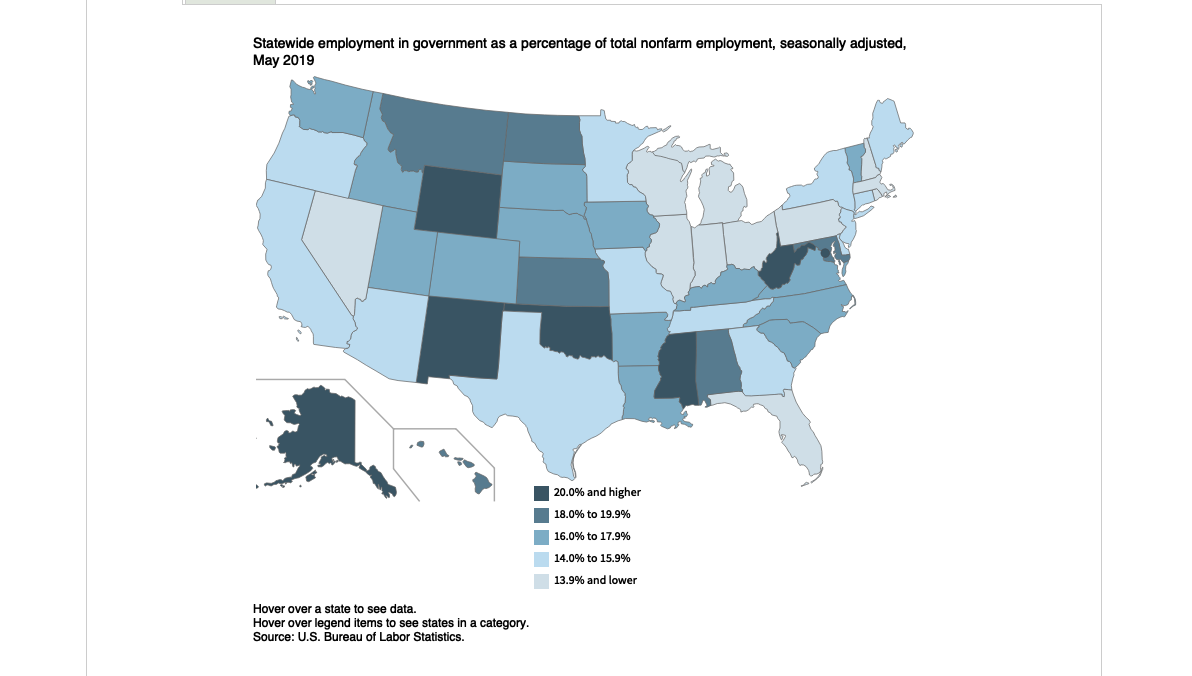 Statewide employment in government as a percentage of total nonfarm employment, seasonally adjusted,
May 2019
20.0% and higher
18.0% to 19.9%
16.0% to 17.9%
14.0% to 15.9%
13.9% and lower
Hover over a state to see data.
Hover over legend items to see states in a category.
Source: U.S. Bureau of Labor Statistics.